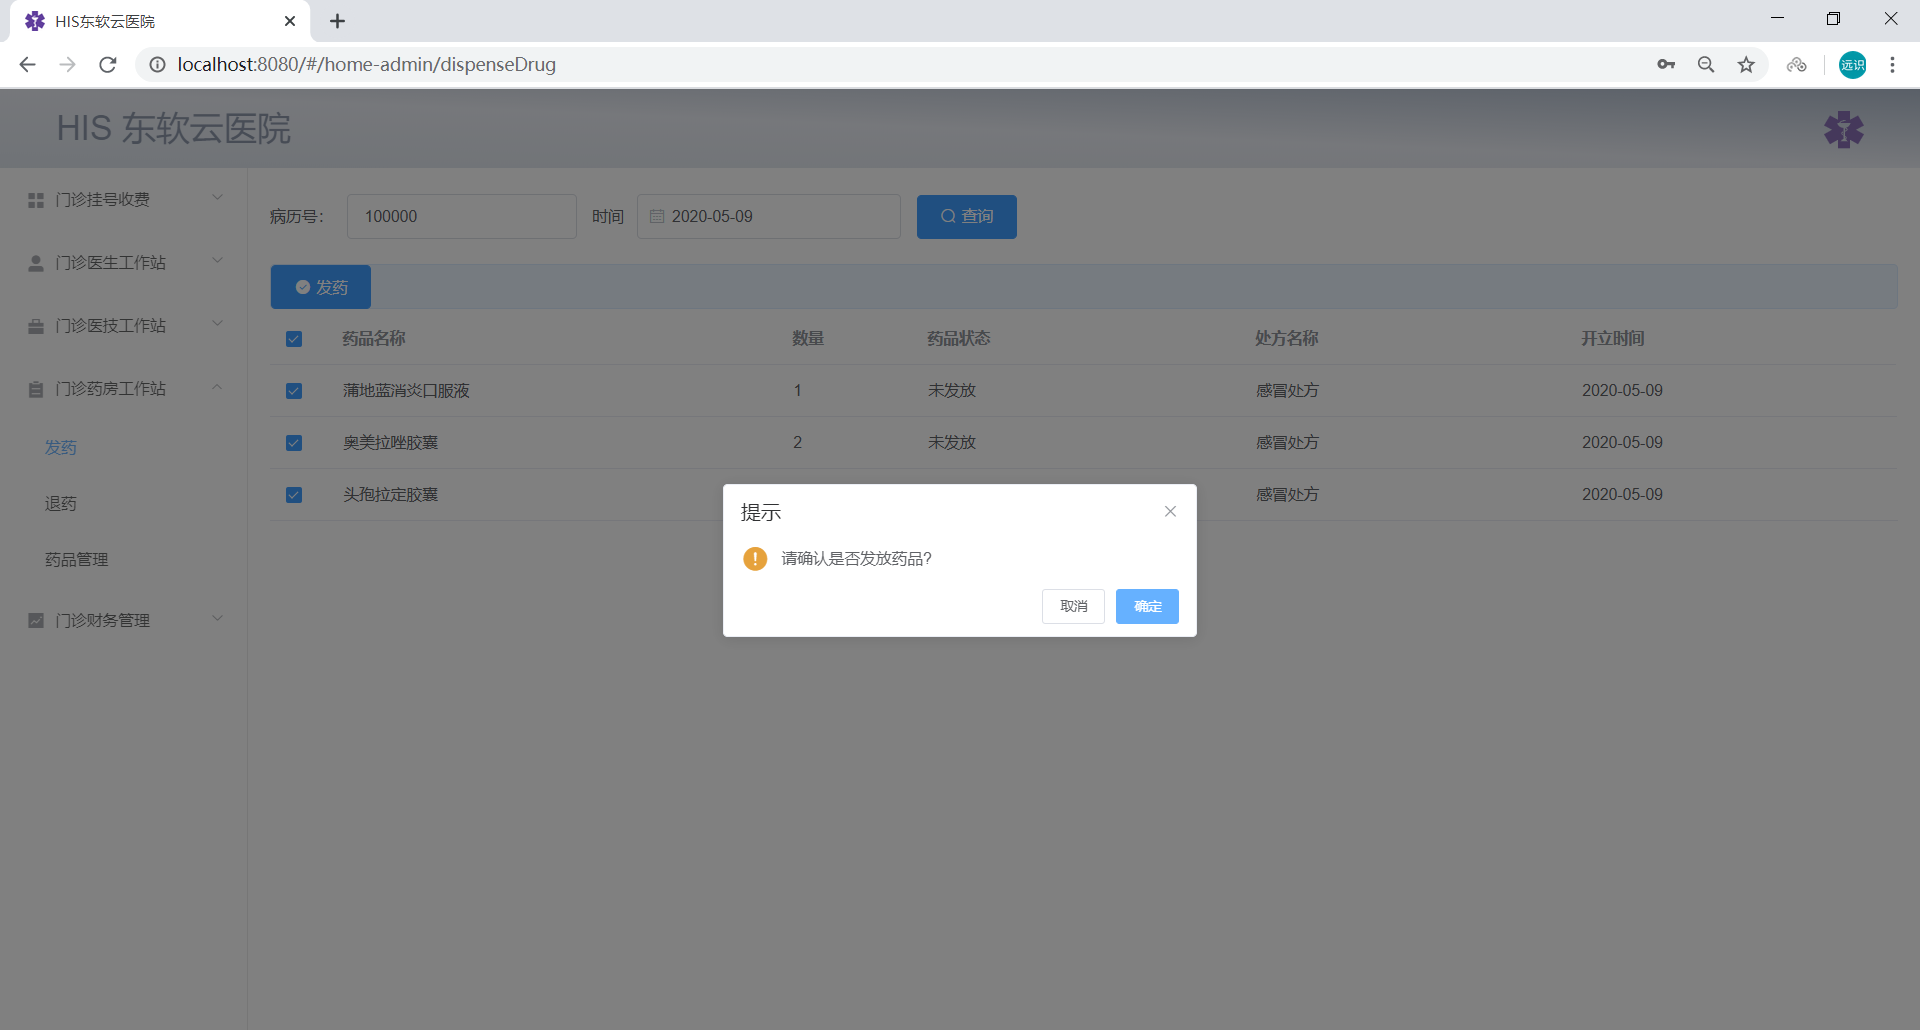 HIS东软云医院
localhost:8080/#/home-admin/dispenseDrug
远识
HIS 东软云医院
门诊挂号收费
门诊医生工作站
门诊医技工作站
门诊药房工作站
发药
退药
药品管理
门诊财务管理
病历号： 100000 时间 2020-05-09 查询
发药
药品名称 数量 药品状态 处方名称 开立时间
蒲地蓝消炎口服液 1 未发放 感冒处方 2020-05-09
奥美拉唑胶囊 2 未发放 感冒处方 2020-05-09
头孢拉定胶囊 感冒处方 2020-05-09
提示
请确认是否发放药品?
取消 确定